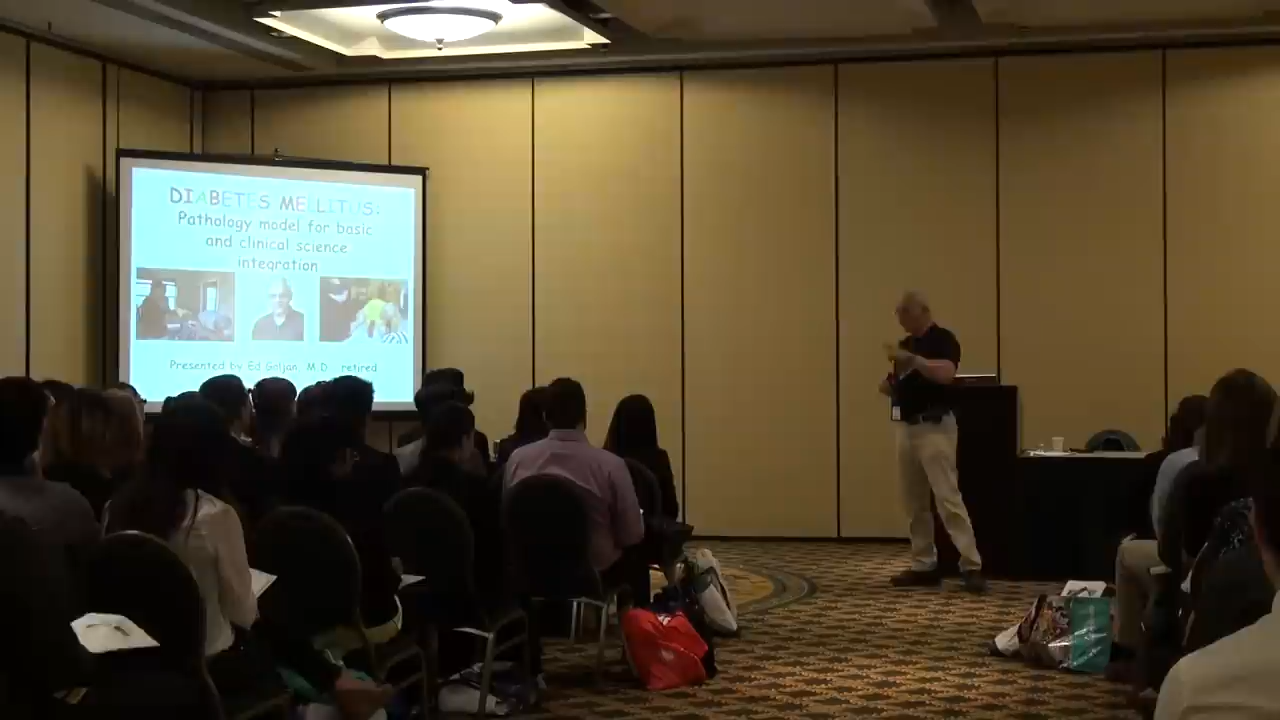 DIABETES MELLITUS:
Pathology model for basic
and clinical science
integration
Presented by Ed Goljan, M.D. retired